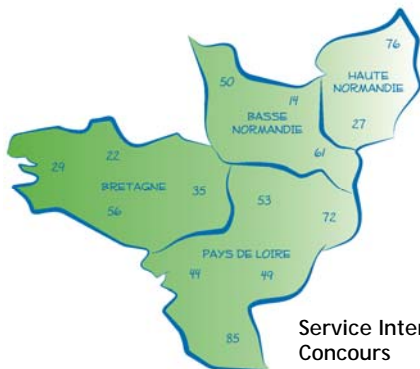 76
50
HAUTE
NORMANDIE
14
BASSE
NORMANDIE
27
61
22
29
BRETAGNE
35
53
56
72
PAYS DE LOIRE
44
49
85
Service Inter
Concours